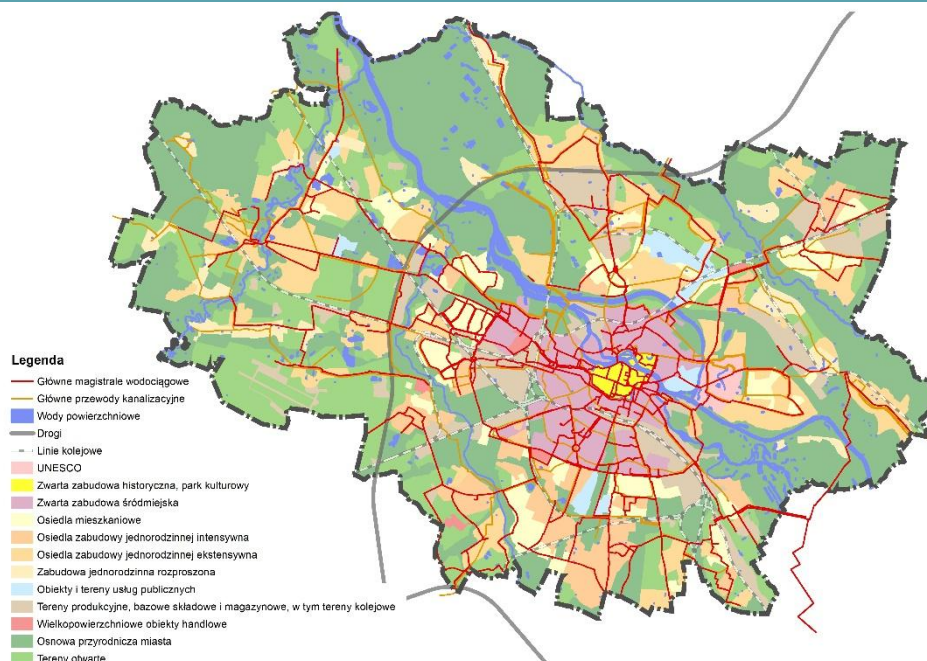 Legenda
Główne magistrale wodociągowe
Główne przewody kanalizacyjne
Wody powierzchniowe
Drogi
Linie kolejowe
UNESCO
Zwarta zabudowa historyczna, park kulturowy
Zwarta zabudowa śródmiejska
Osiedla mieszkaniowe
Osiedla zabudowy jednorodzinnej intensywna
Osiedla zabudowy jednorodzinnej ekstensywna
Zabudowa jednorodzinna rozproszona
Obiekty i tereny usług publicznych
Tereny produkcyjne, bazowe składowe i magazynowe, w tym tereny kolejowe
Wielkopowierzchniowe obiekty handlowe
Osnowa przyrodnicza miasta
Tereny otwarte